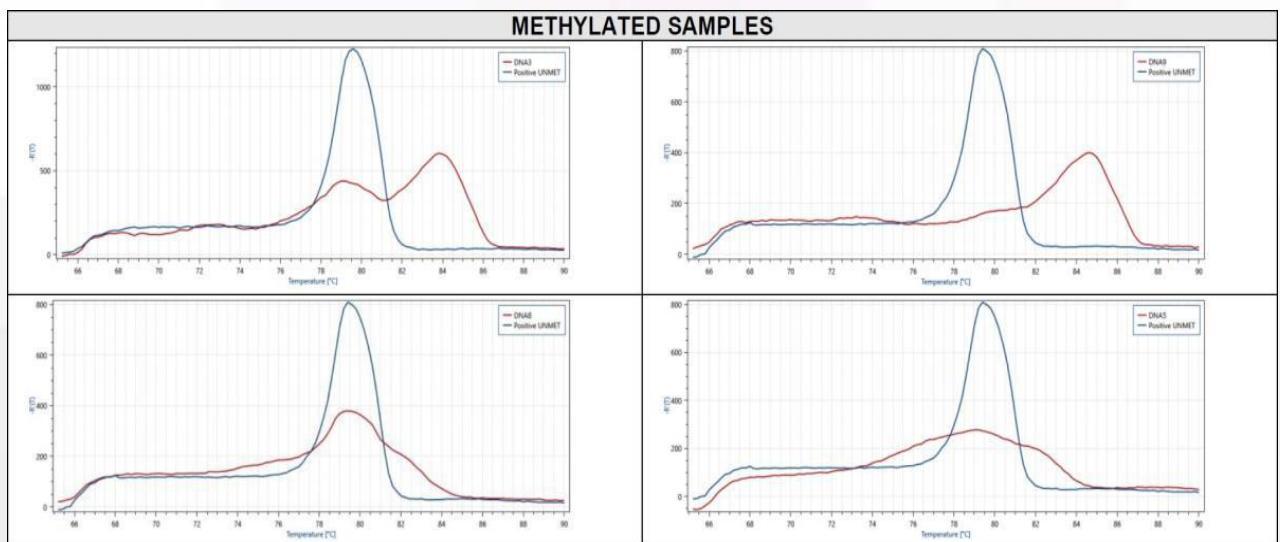 METHYLATED SAMPLES
DNA3
Positive UNMET
1000
500
0
-R'(T)
66 68 70 72 74 76 78 80 82 84 86 88 90
Temperature [°C]
DNA9
Positive UNMET
800
600
400
200
0
-R'(T)
66 68 70 72 74 76 78 80 82 84 86 88 90
Temperature [°C]
DNA8
Positive UNMET
800
600
400
200
0
-R'(T)
66 68 70 72 74 76 78 80 82 84 86 88 90
Temperature [°C]
DNA5
Positive UNMET
800
600
400
200
0
-R'(T)
66 68 70 72 74 76 78 80 82 84 86 88 90
Temperature [°C]